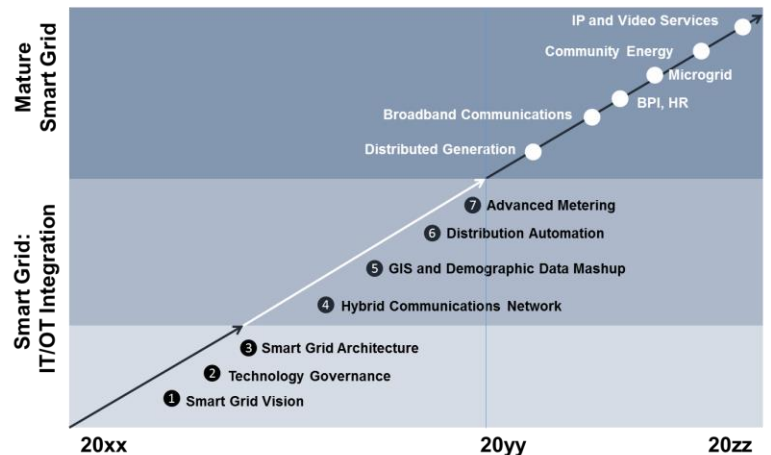 IP and Video Services
Community Energy
Microgrid
BPI, HR
Broadband Communications
Distributed Generation
Mature
Smart Grid
7 Advanced Metering
6 Distribution Automation
5 GIS and Demographic Data Mashup
4 Hybrid Communications Network
Smart Grid:
IT/OT Integration
3 Smart Grid Architecture
2 Technology Governance
1 Smart Grid Vision
20xx
20yy
20zz